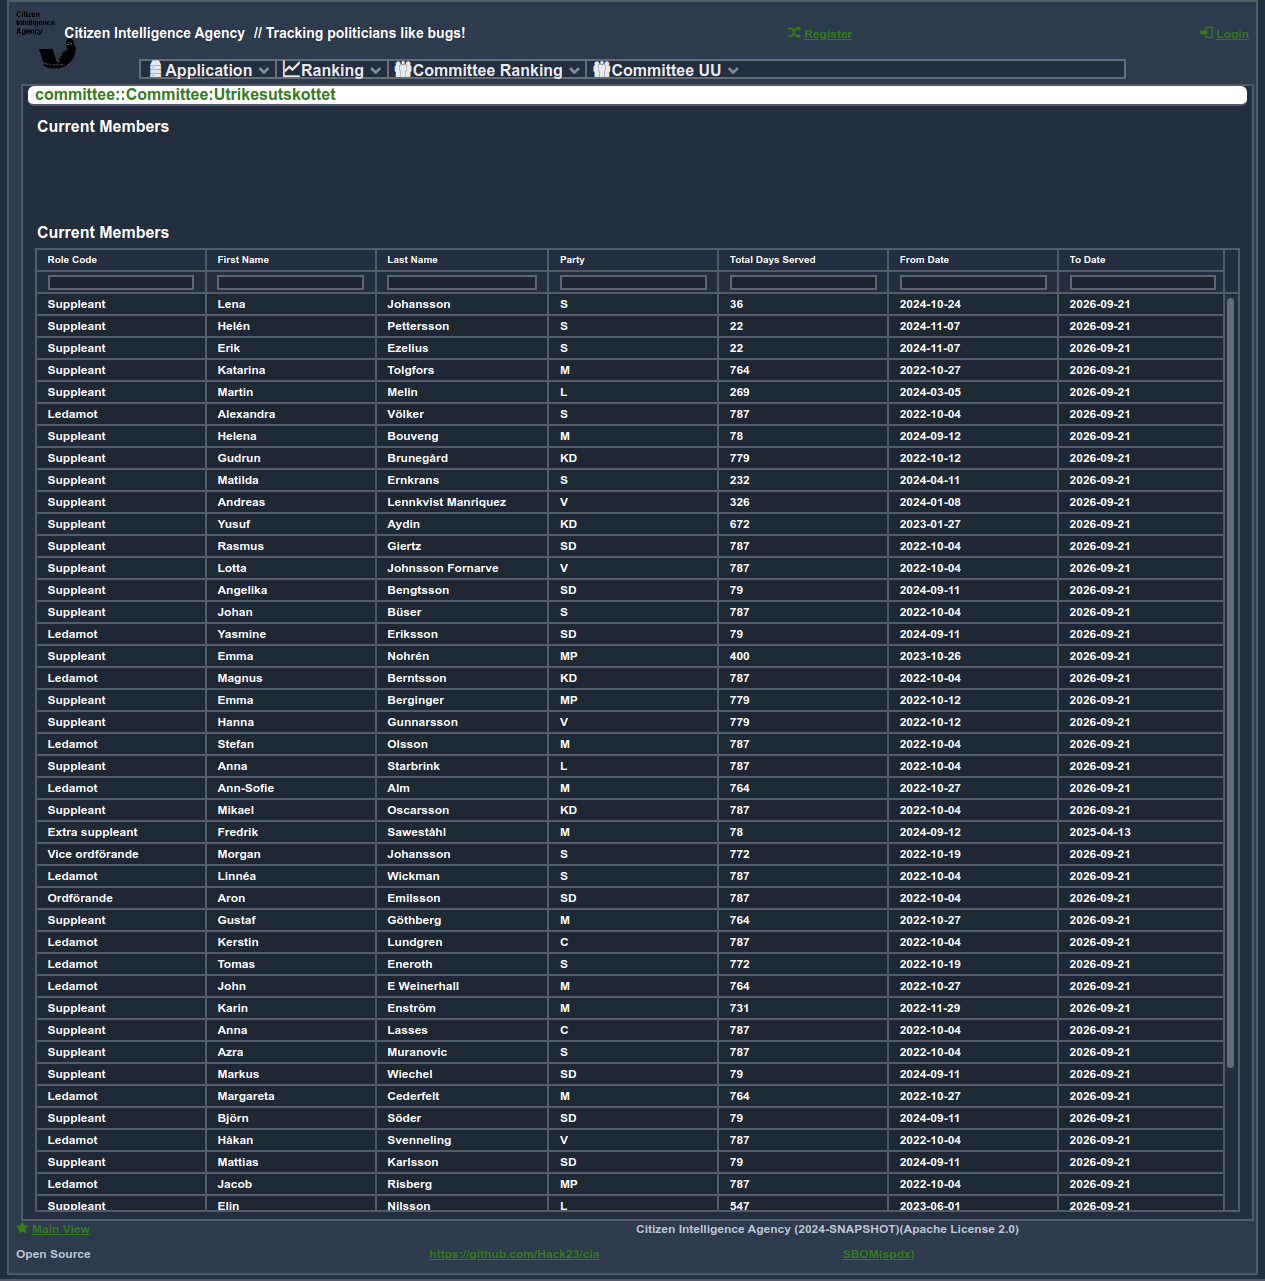 Citizen
Intelligence
Agency
Citizen Intelligence Agency // Tracking politicians like bugs!
Register
Login
Application Ranking Committee Ranking Committee UU
committee::Committee:Utrikesutskottet
Current Members
Current Members
Role Code First Name Last Name Party Total Days Served From Date To Date
Suppleant Lena Johansson S 36 2024-10-24 2026-09-21
Suppleant Helén Pettersson S 22 2024-11-07 2026-09-21
Suppleant Erik Ezelius S 22 2024-11-07 2026-09-21
Suppleant Katarina Tolgfors M 764 2022-10-27 2026-09-21
Suppleant Martin Melin L 269 2024-03-05 2026-09-21
Ledamot Alexandra Völker S 787 2022-10-04 2026-09-21
Suppleant Helena Bouveng M 78 2024-09-12 2026-09-21
Suppleant Gudrun Brunegård KD 779 2022-10-12 2026-09-21
Suppleant Matilda Ernkrans S 232 2024-04-11 2026-09-21
Suppleant Andreas Lennkvist Manriquez V 326 2024-01-08 2026-09-21
Suppleant Yusuf Aydin KD 672 2023-01-27 2026-09-21
Suppleant Rasmus Giertz SD 787 2022-10-04 2026-09-21
Suppleant Lotta Johnsson Fornarve V 787 2022-10-04 2026-09-21
Suppleant Angelika Bengtsson SD 79 2024-09-11 2026-09-21
Suppleant Johan Büser S 787 2022-10-04 2026-09-21
Ledamot Yasmine Eriksson SD 79 2024-09-11 2026-09-21
Suppleant Emma Nohrén MP 400 2023-10-26 2026-09-21
Ledamot Magnus Berntsson KD 787 2022-10-04 2026-09-21
Suppleant Emma Berginger MP 779 2022-10-12 2026-09-21
Suppleant Hanna Gunnarsson V 779 2022-10-12 2026-09-21
Ledamot Stefan Olsson M 787 2022-10-04 2026-09-21
Suppleant Anna Starbrink L 787 2022-10-04 2026-09-21
Ledamot Ann-Sofie Alm M 764 2022-10-27 2026-09-21
Suppleant Mikael Oscarsson KD 787 2022-10-04 2026-09-21
Extra suppleant Fredrik Saweståhl M 78 2024-09-12 2025-04-13
Vice ordförande Morgan Johansson S 772 2022-10-19 2026-09-21
Ledamot Linnéa Wickman S 787 2022-10-04 2026-09-21
Ordförande Aron Emilsson SD 787 2022-10-04 2026-09-21
Suppleant Gustaf Göthberg M 764 2022-10-27 2026-09-21
Ledamot Kerstin Lundgren C 787 2022-10-04 2026-09-21
Ledamot Tomas Eneroth S 772 2022-10-19 2026-09-21
Ledamot John E Weinerhall M 764 2022-10-27 2026-09-21
Suppleant Karin Enström M 731 2022-11-29 2026-09-21
Suppleant Anna Lasses C 787 2022-10-04 2026-09-21
Suppleant Azra Muranovic S 787 2022-10-04 2026-09-21
Suppleant Markus Wiechel SD 79 2024-09-11 2026-09-21
Ledamot Margareta Cederfelt M 764 2022-10-27 2026-09-21
Suppleant Björn Söder SD 79 2024-09-11 2026-09-21
Ledamot Håkan Svenneling V 787 2022-10-04 2026-09-21
Suppleant Mattias Karlsson SD 79 2024-09-11 2026-09-21
Ledamot Jacob Risberg MP 787 2022-10-04 2026-09-21
Suppleant Elin Nilsson L 547 2023-06-01 2026-09-21
Main View Citizen Intelligence Agency (2024-SNAPSHOT)(Apache License 2.0)
Open Source https://github.com/Hack23/cia SBOM(spdx)